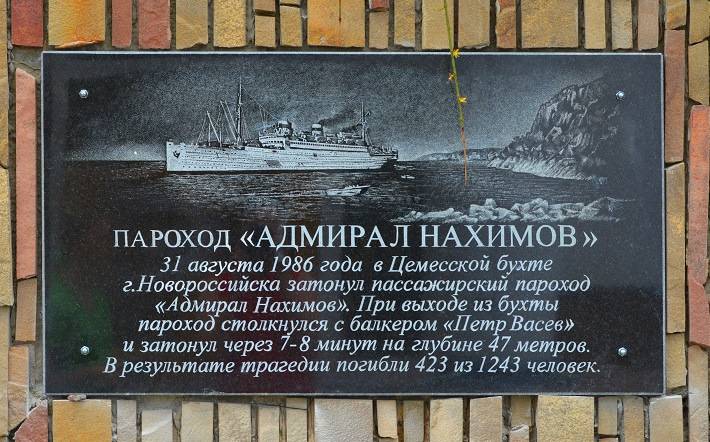 ПАРОХОД «АДМИРАЛ НАХИМОВ»
31 августа 1986 года в Цемесской бухте
г.Новороссийска затонул пассажирский пароход
«Адмирал Нахимов». При выходе из бухты
пароход столкнулся с балкером «Петр Васев»
и затонул через 7-8 минут на глубине 47 метров.
В результате трагедии погибли 423 из 1243 человек.